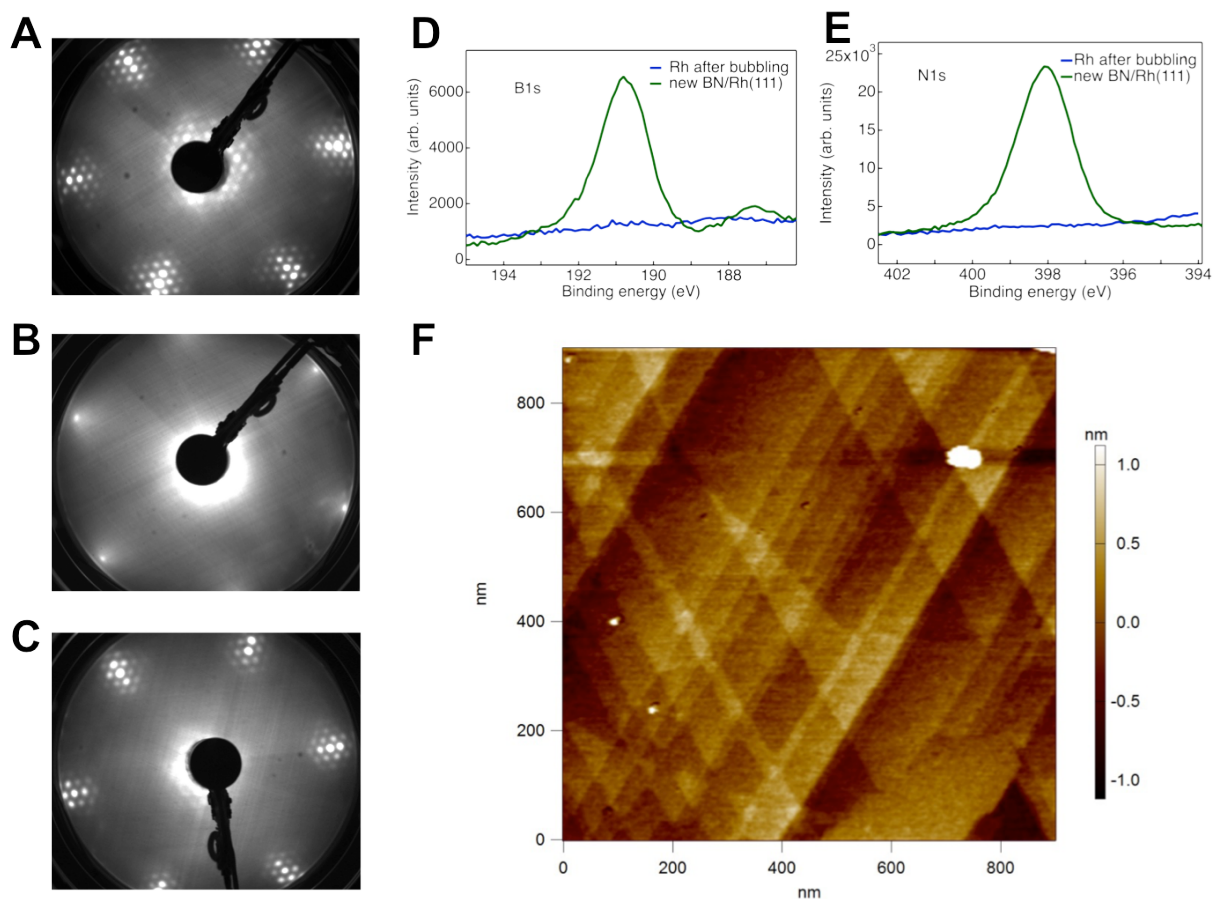 A
B
C
D
Intensity (arb. units)
6000
4000
2000
0
B1s
Rh after bubbling
new BN/Rh(111)
194
192
190
188
Binding energy (eV)
E
Intensity (arb. units)
25x10³
20
15
10
5
0
N1s
Rh after bubbling
new BN/Rh(111)
402
400
398
396
394
Binding energy (eV)
F
nm
800
600
400
200
0
0
200
400
600
800
nm
nm
1.0
0.5
0.0
-0.5
-1.0